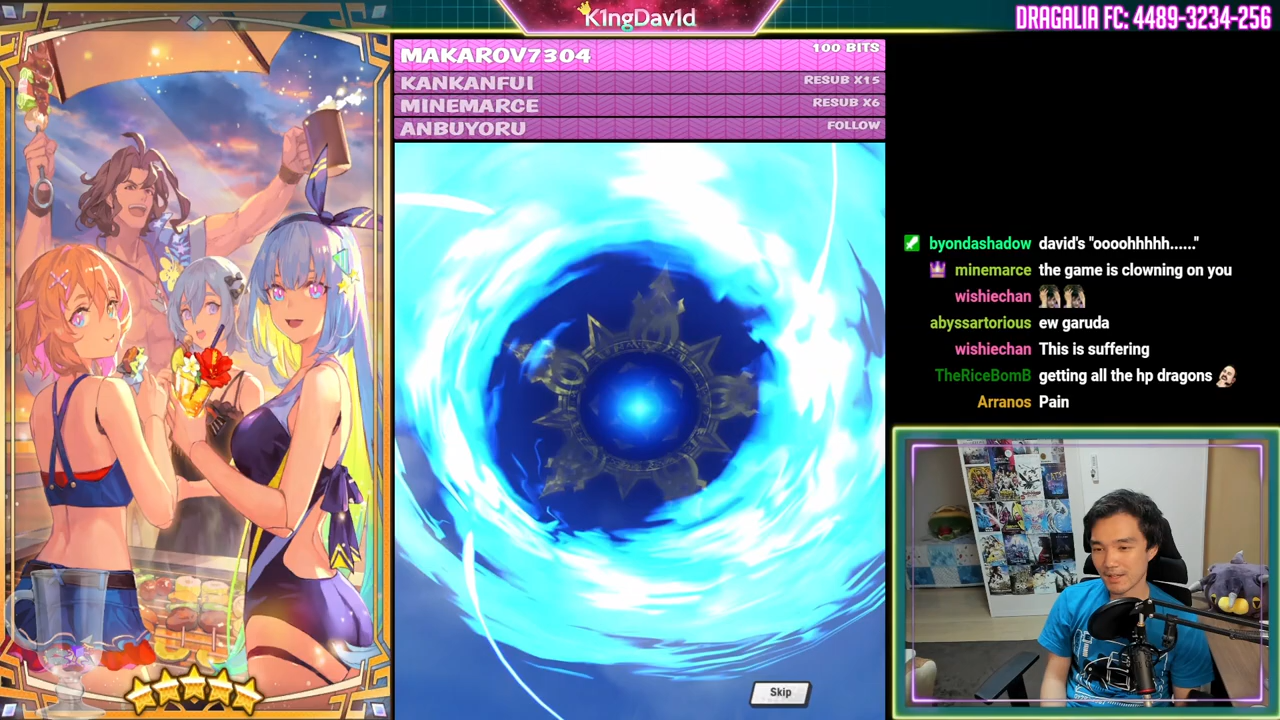 K1ngDav1d
DRAGALIA FC: 4489-3234-256
MAKAROV7304 100 BITS
KANKANFUI RESUB X15
MINEMARCE RESUB X6
ANBUYORU FOLLOW
byondashadow david's "oooohhhhh......"
minemarce the game is clowning on you
wishiechan
abyssartorious ew garuda
wishiechan This is suffering
TheRiceBomB getting all the hp dragons
Arranos Pain
Skip